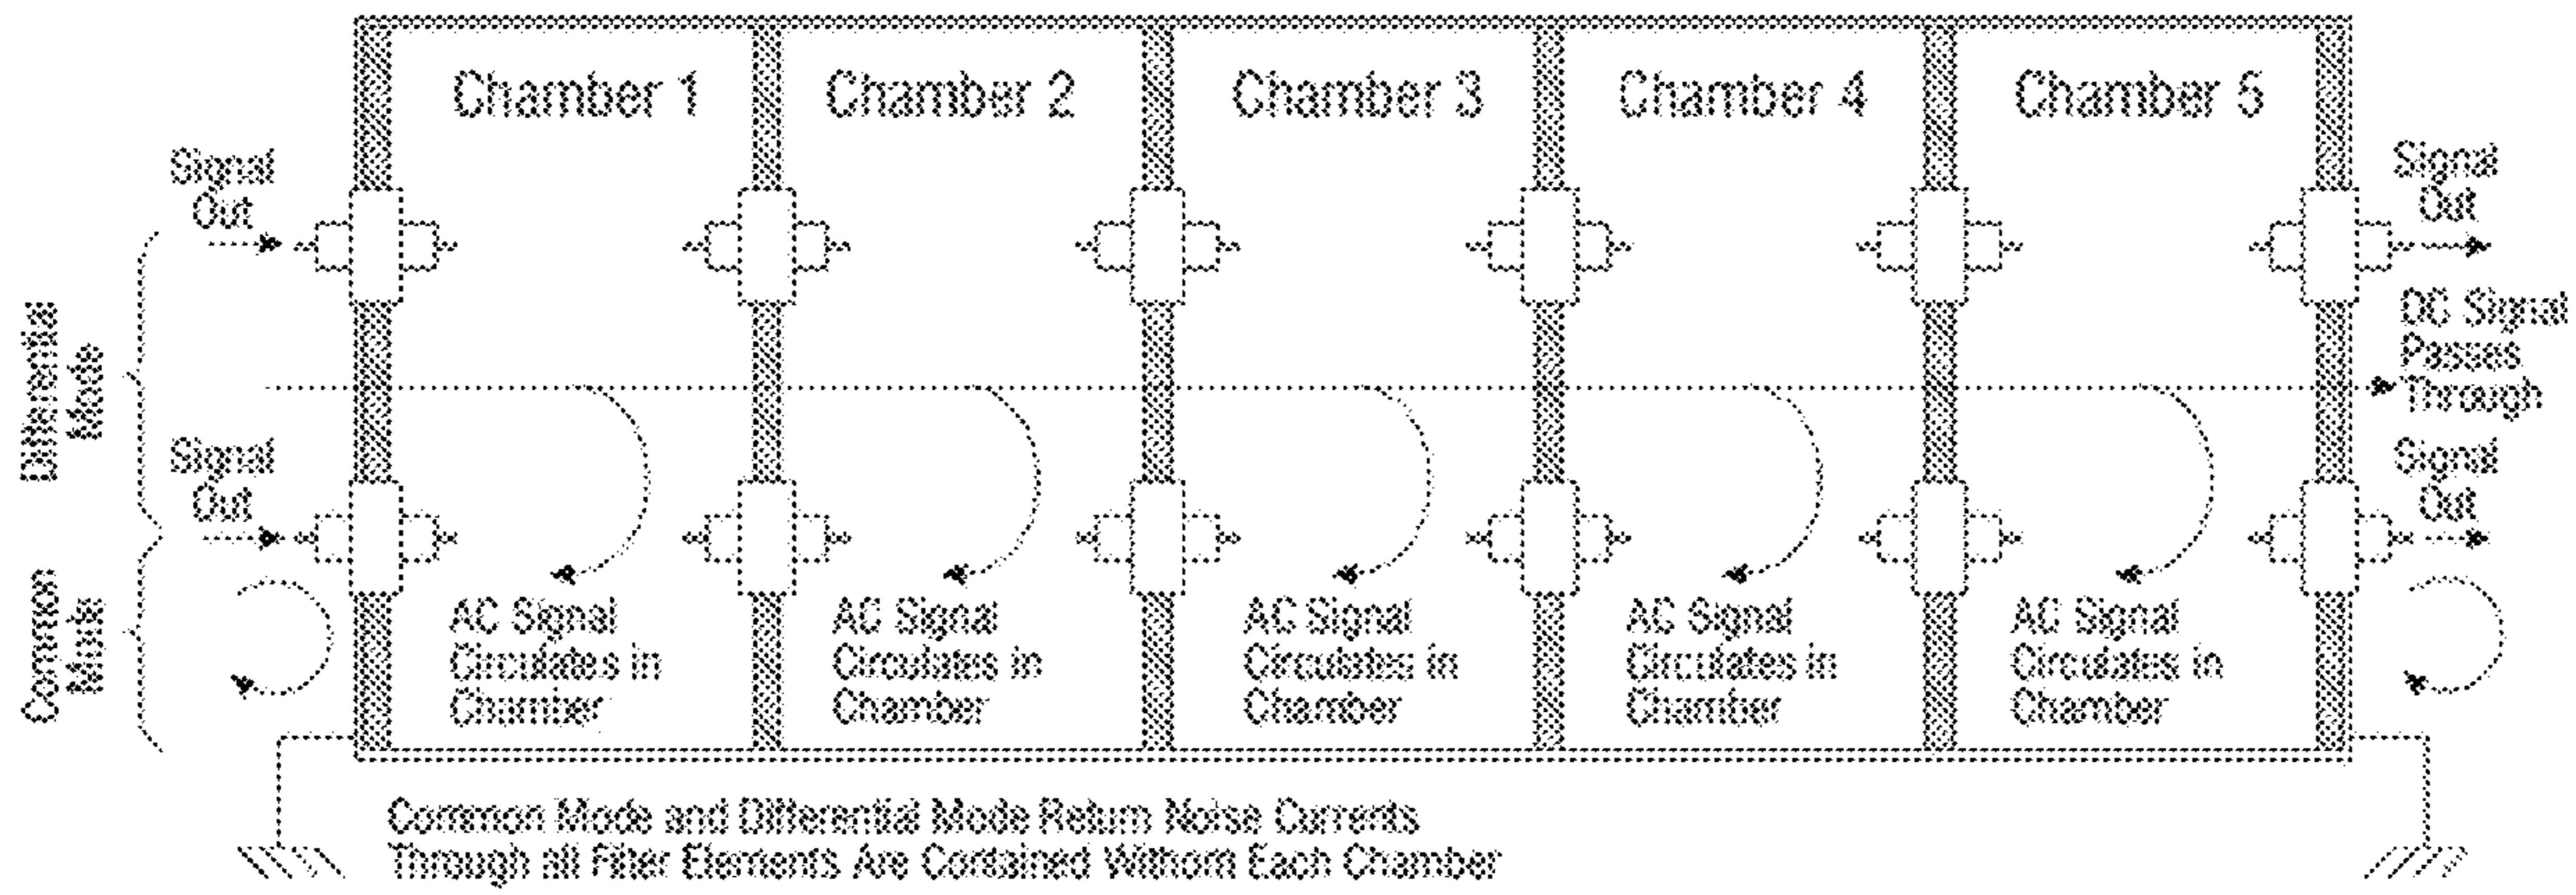 Chamber 1
Chamber 2
Chamber 3
Chamber 4
Chamber 5
Signal
Out
Signal
Out
Differential
Mode
DC Signal
Passes
Through
Signal
Out
Signal
Out
Common
AC Signal
Circulates in
Chamber
AC Signal
Circulates in
Chamber
AC Signal
Circulates in
Chamber
AC Signal
Circulates in
Chamber
AC Signal
Circulates in
Chamber
Common Mode and Differential Mode Return Noise Currents
Through all Filter Elements Are Contained Each Chamber